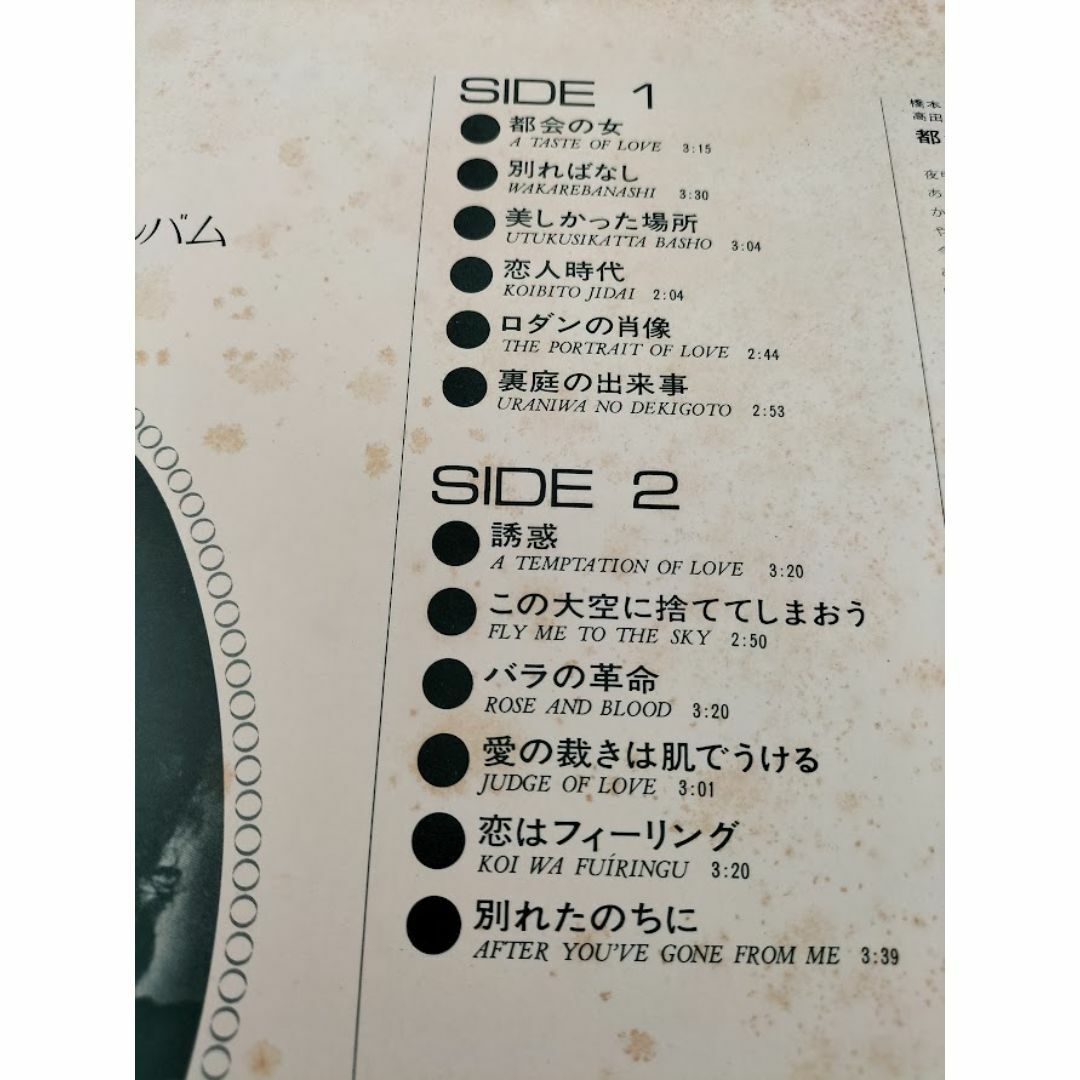 ルバム
SIDE 1
都会の女
A TASTE OF LOVE 3:15
別ればなし
WAKAREBANASHI 3:30
美しかった場所
UTUKUSIKATTA BASHO 3:04
恋人時代
KOIBITO JIDAI 2:04
ロダンの肖像
THE PORTRAIT OF LOVE 2:44
裏庭の出来事
URANIWA NO DEKIGOTO 2:53
SIDE 2
誘惑
A TEMPTATION OF LOVE 3:20
この大空に捨ててしまおう
FLY ME TO THE SKY 2:50
バラの革命
ROSE AND BLOOD 3:20
愛の裁きは肌でうける
JUDGE OF LOVE 3:01
恋はフィーリング
KOI WA FUÍRINGU 3:20
別れたのちに
AFTER YOU'VE GONE FROM ME 3:39
橋本
高田
都